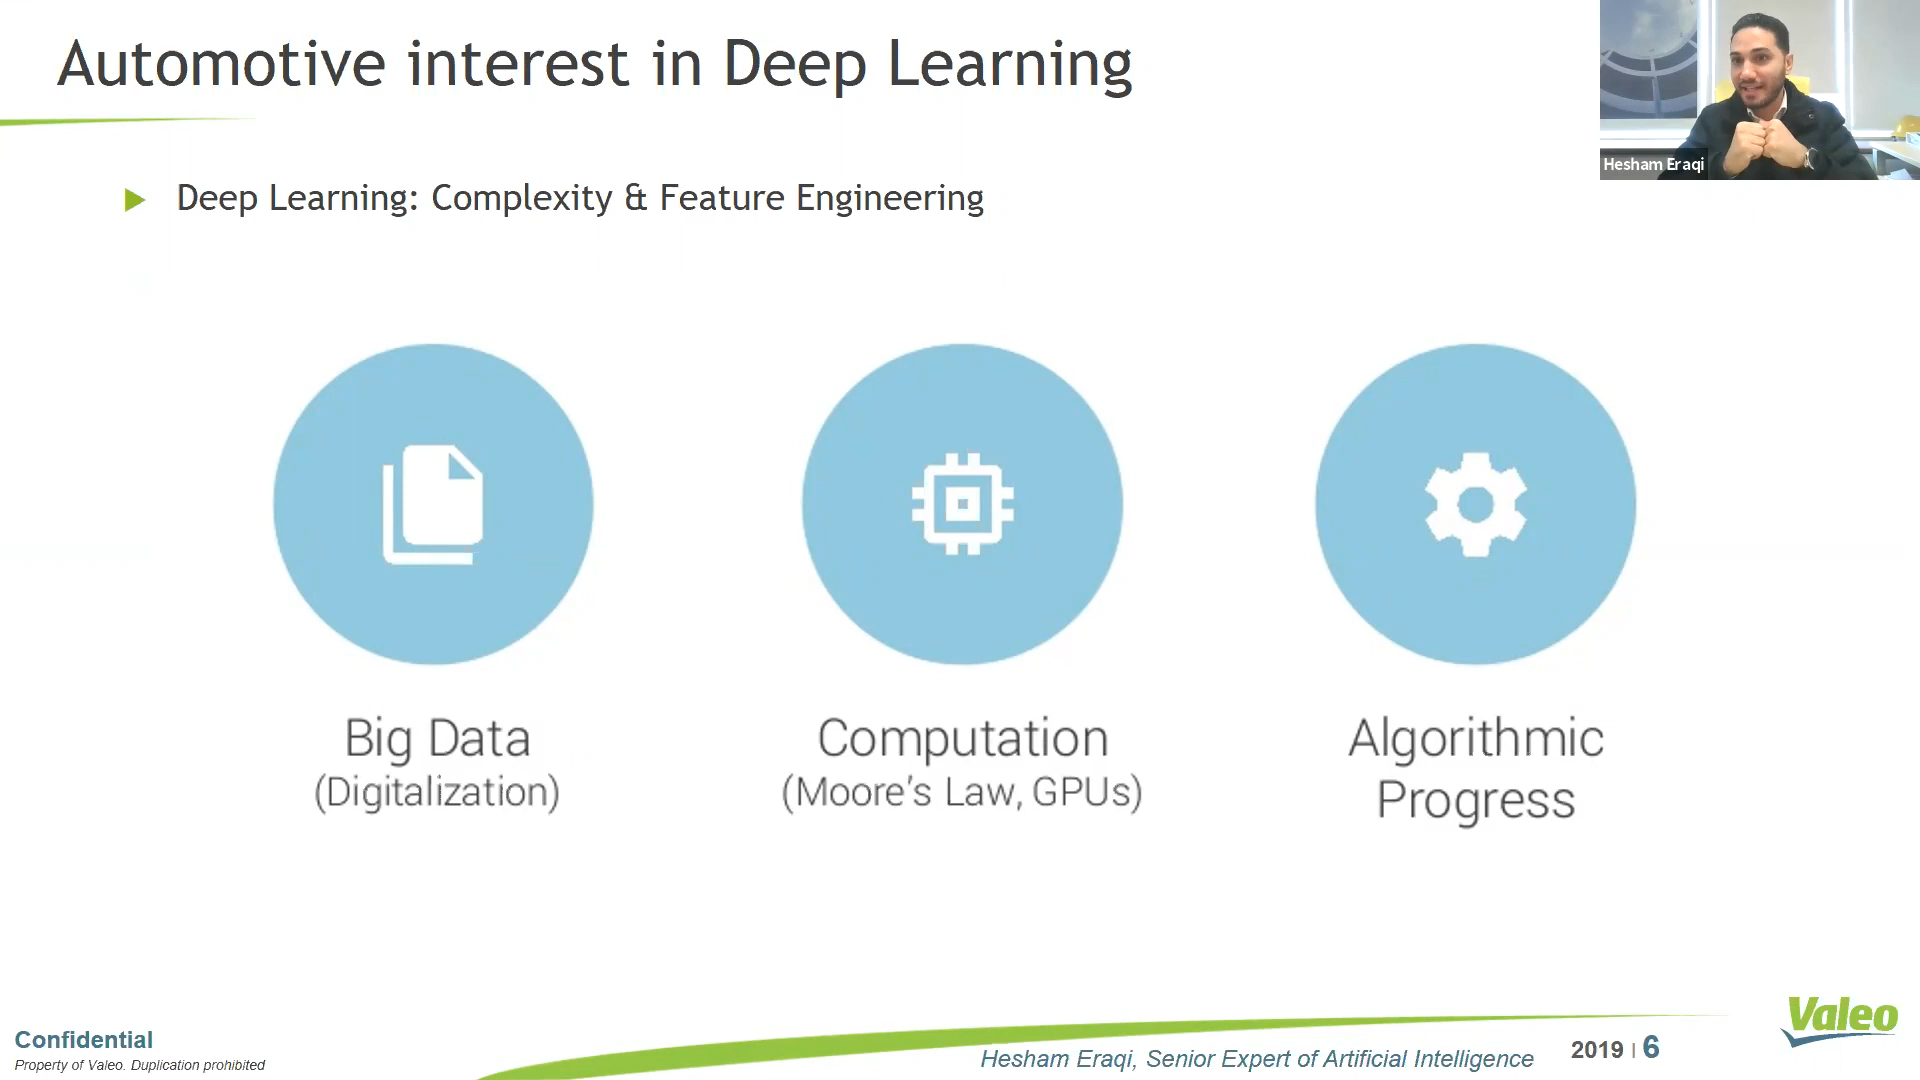 Automotive interest in Deep Learning
Hesham Eraqi
Deep Learning: Complexity & Feature Engineering
Big Data
(Digitalization)
Computation
(Moore's Law, GPUs)
Algorithmic
Progress
Confidential
Property of Valeo. Duplication prohibited
Hesham Eraqi, Senior Expert of Artificial Intelligence
2019 | 6
Valeo